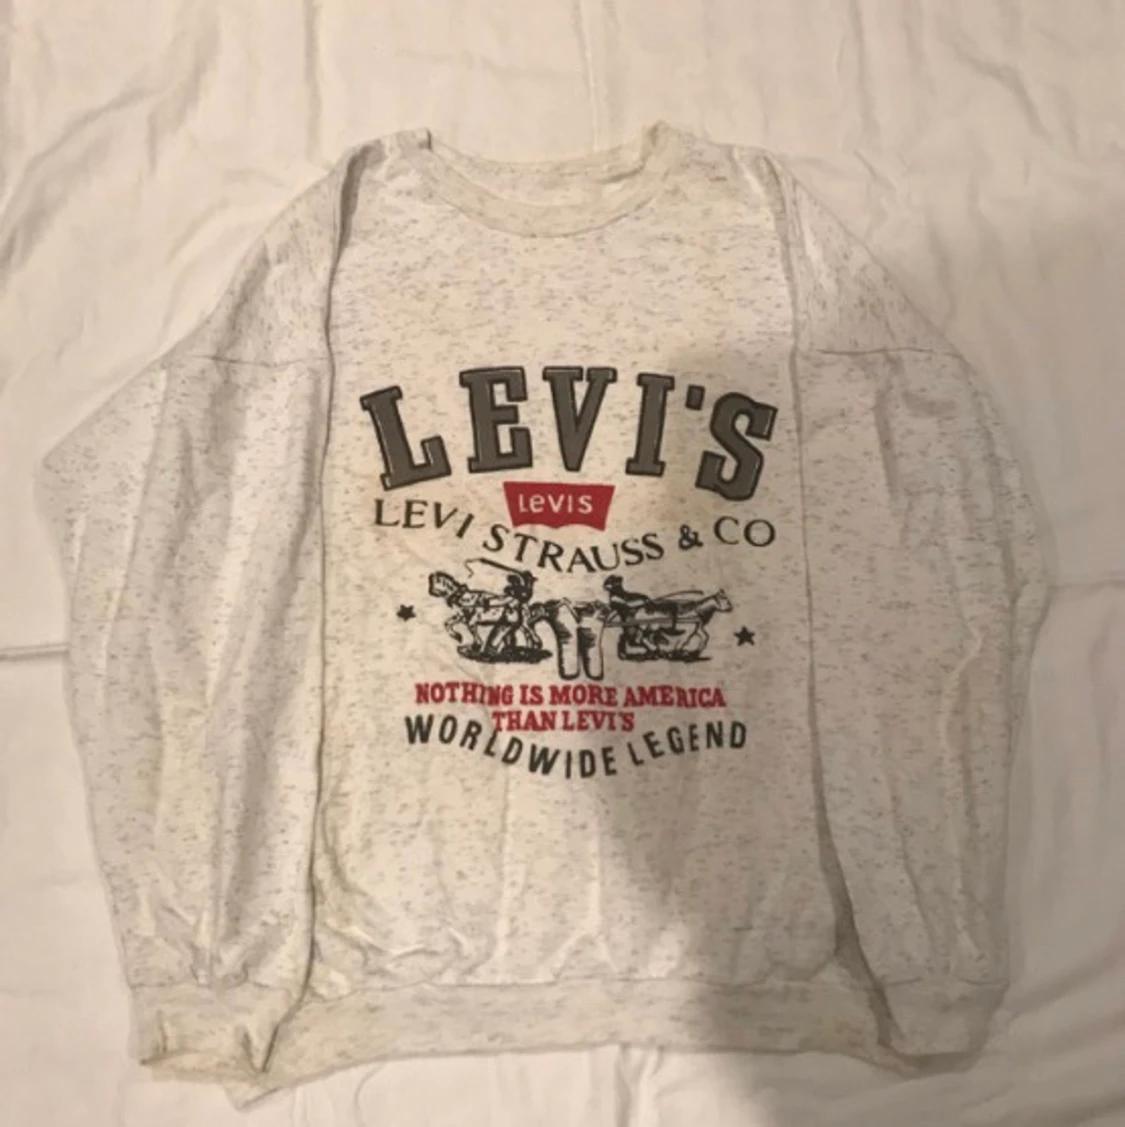 LEVI'S
LeVIS
LEVI STRAUSS & CO
NOTHING IS MORE AMERICA
THAN LEVI'S
WORLDWIDE LEGEND